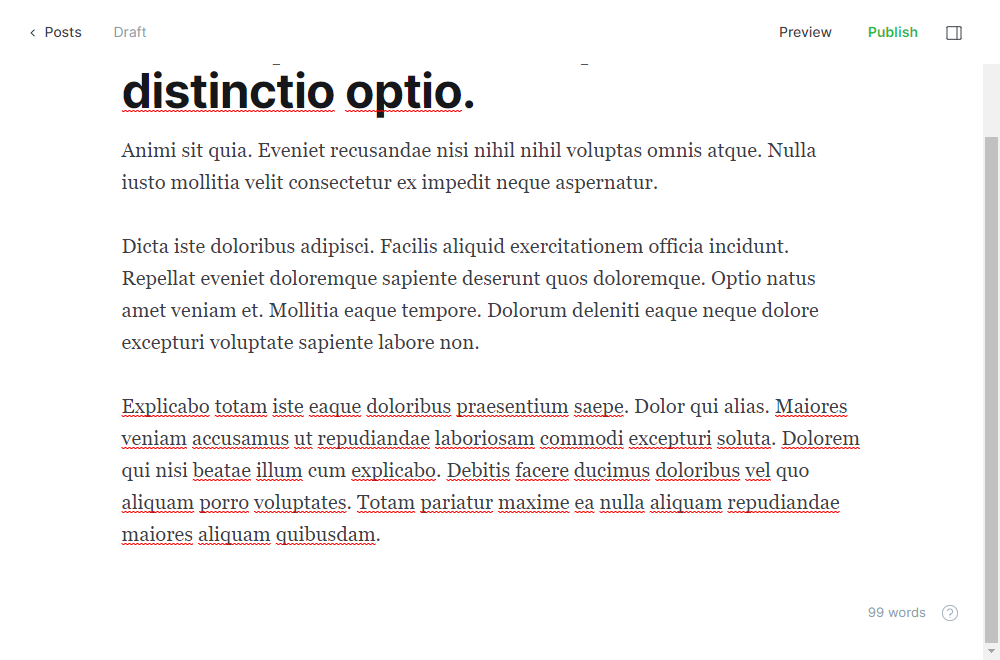 Posts Draft Preview Publish
distinctio optio.
Animi sit quia. Eveniet recusandae nisi nihil nihil voluptas omnis atque. Nulla
iusto mollitia velit consectetur ex impedit neque aspernatur.
Dicta iste doloribus adipisci. Facilis aliquid exercitationem officia incidunt.
Repellat eveniet doloremque sapiente deserunt quos doloremque. Optio natus
amet veniam et. Mollitia eaque tempore. Dolorum deleniti eaque neque dolore
excepturi voluptate sapiente labore non.
Explicabo totam iste eaque doloribus praesentium saepe. Dolor qui alias. Maiores
veniam accusamus ut repudiandae laboriosam commodi excepturi soluta. Dolorem
qui nisi beatae illum cum explicabo. Debitis facere ducimus doloribus vel quo
aliquam porro voluptates. Totam pariatur maxime ea nulla aliquam repudiandae
maiores aliquam quibusdam.
99 words ?